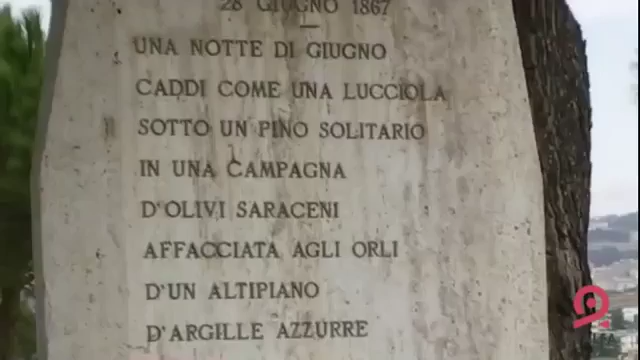 28 GIUGNO 1867
UNA NOTTE DI GIUGNO
CADDI COME UNA LUCCIOLA
SOTTO UN PINO SOLITARIO
IN UNA CAMPAGNA
D'OLIVI SARACENI
AFFACCIATA AGLI ORLI
D'UN ALTIPIANO
D'ARGILLE AZZURRE